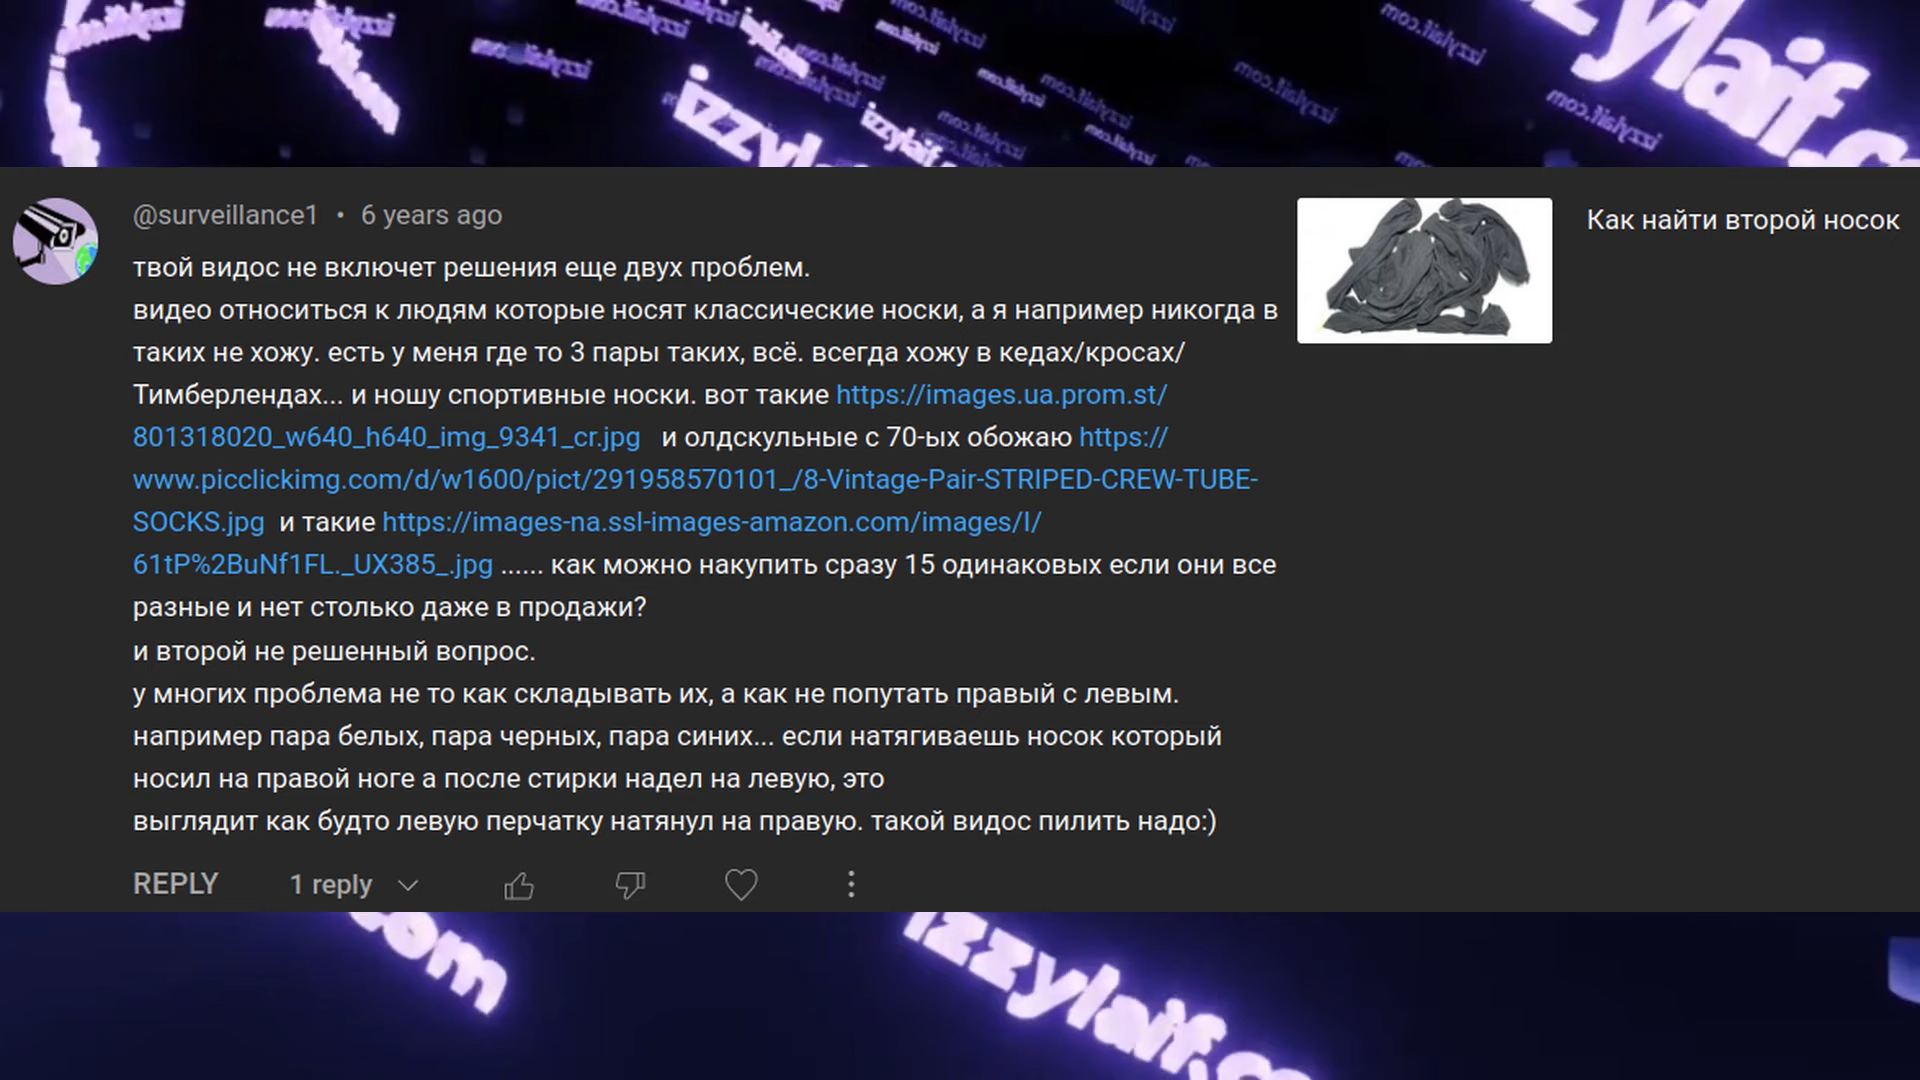 izzylaif.com
izzylaif.com
izzylaif.c
@surveillance1 • 6 years ago
твой видос не включет решения еще двух проблем.
видео относиться к людям которые носят классические носки, а я например никогда в
таких не хожу. есть у меня где то 3 пары таких, всё. всегда хожу в кедах/кросах/
Тимберлендах... и ношу спортивные носки. вот такие https://images.ua.prom.st/
801318020_w640_h640_img_9341_cr.jpg и олдскульные с 70-ых обожаю https://
www.picclickimg.com/d/w1600/pict/291958570101_/8-Vintage-Pair-STRIPED-CREW-TUBE-
SOCKS.jpg и такие https://images-na.ssl-images-amazon.com/images/I/
61tP%2BuNf1FL._UX385_.jpg ...... как можно накупить сразу 15 одинаковых если они все
разные и нет столько даже в продажи?
и второй не решенный вопрос.
у многих проблема не то как складывать их, а как не попутать правый с левым.
например пара белых, пара черных, пара синих... если натягиваешь носок который
носил на правой ноге а после стирки надел на левую, это
выглядит как будто левую перчатку натянул на правую. такой видос пилить надо:)
REPLY 1 reply
Как найти второй носок
com
izzylaif.co